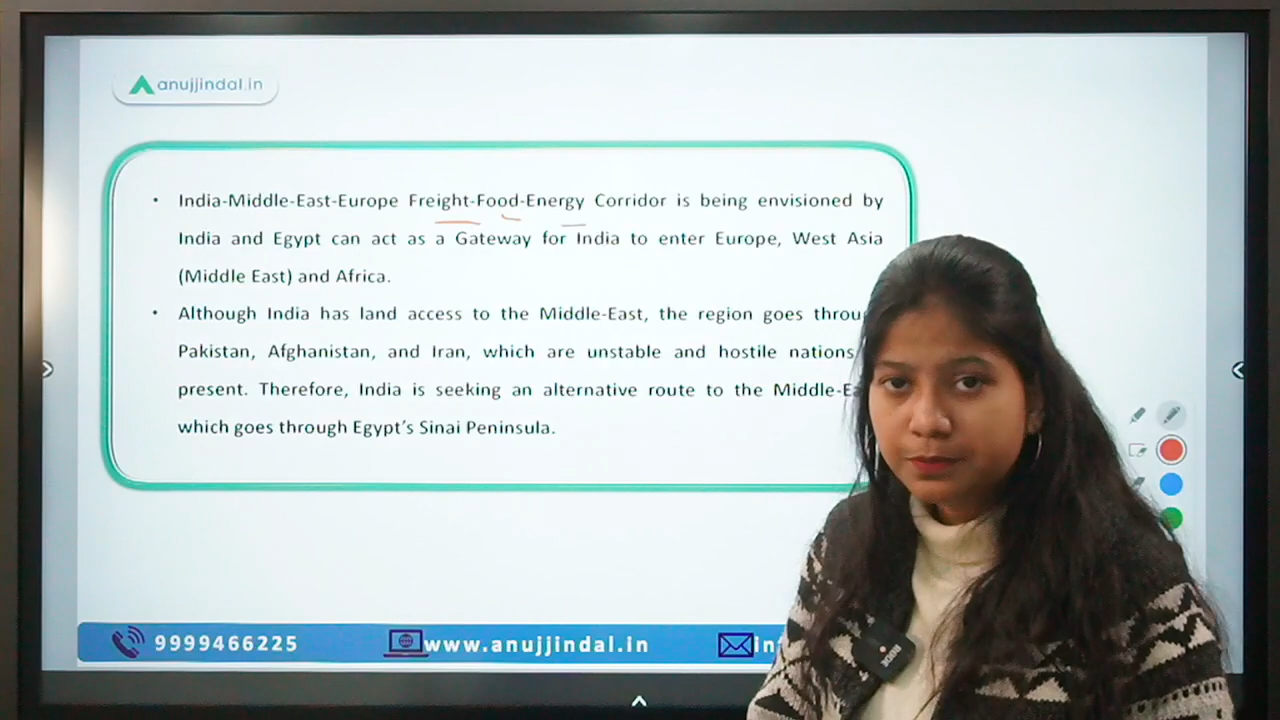 anujjindal.in
• India-Middle-East-Europe Freight-Food-Energy Corridor is being envisioned by
India and Egypt can act as a Gateway for India to enter Europe, West Asia
(Middle East) and Africa.
• Although India has land access to the Middle-East, the region goes throu
Pakistan, Afghanistan, and Iran, which are unstable and hostile nations
present. Therefore, India is seeking an alternative route to the Middle-Ea
which goes through Egypt's Sinai Peninsula.
9999466225 www.anujjindal.in in